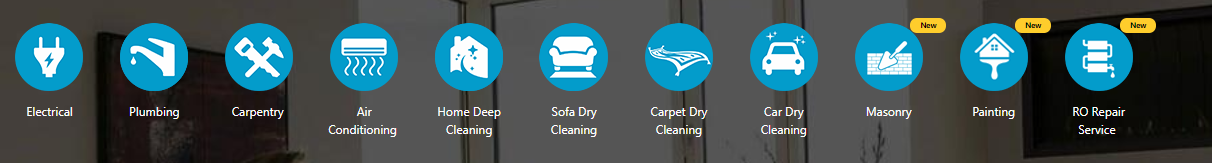 New
New
New
Electrical
Plumbing
Carpentry
Air
Conditioning
Home Deep
Cleaning
Sofa Dry
Cleaning
Carpet Dry
Cleaning
Car Dry
Cleaning
Masonry
Painting
RO Repair
Service